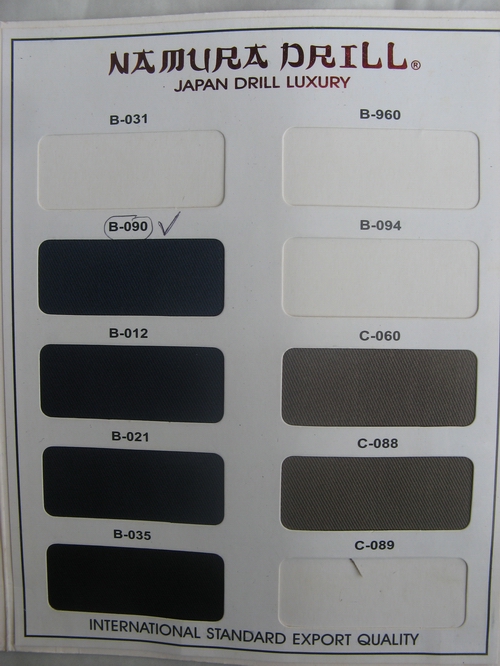 NAMURA DRILL®
JAPAN DRILL LUXURY
B-031
B-960
B-090
B-094
B-012
C-060
B-021
C-088
B-035
C-089
INTERNATIONAL STANDARD EXPORT QUALITY